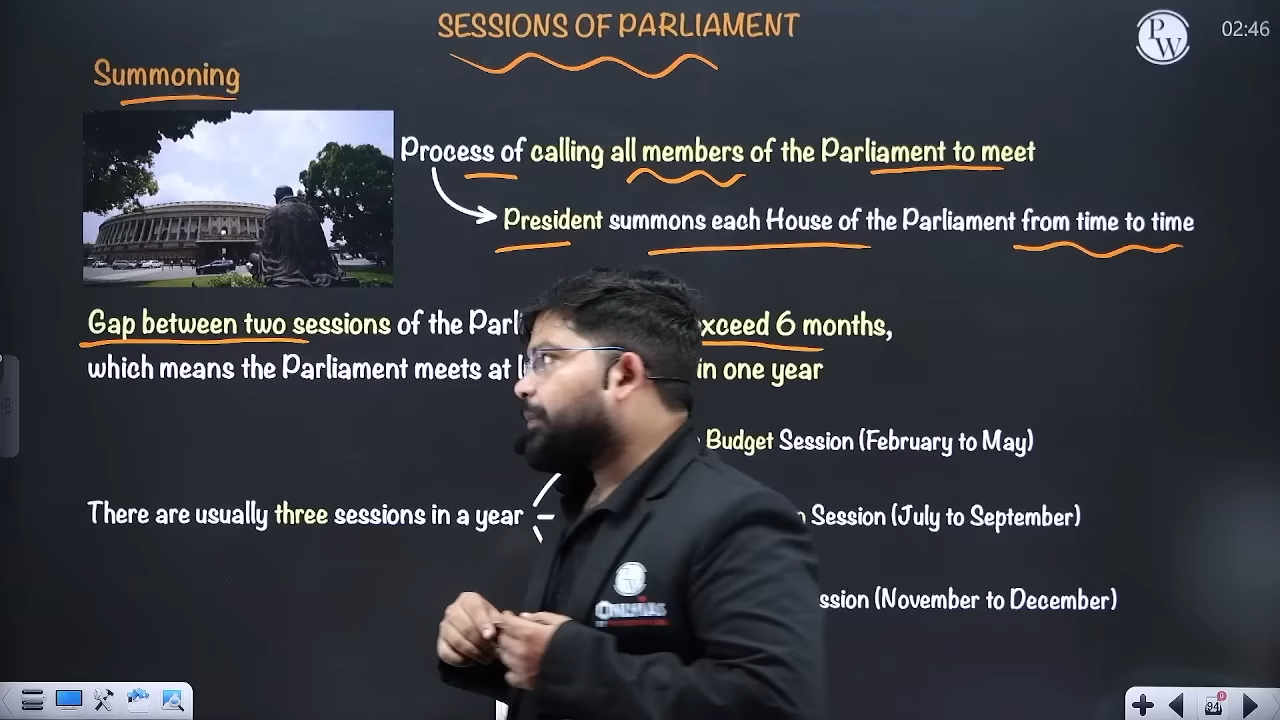 SESSIONS OF PARLIAMENT
PW
02:46
Summoning
Process of calling all members of the Parliament to meet
President summons each House of the Parliament from time to time
Gap between two sessions of the exceed 6 months,
which means the Parliament meets at in one year
Budget Session (February to May)
There are usually three sessions in a year
Session (July to September)
(November to December)
94